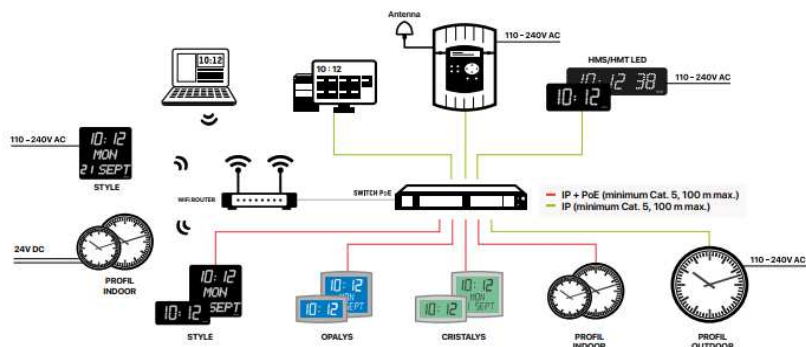 Antenna
110 – 240V AC
10:12
10 : 12
HMS/HMT LED
10:12 38
110 – 240V AC
10:12
110 – 240V AC
10:12
MON
21 SEPT
STYLE
WIFI ROUTER
SWITCH PoE
IP + PoE (minimum Cat. 5, 100 m max.)
IP (minimum Cat. 5, 100 m max.)
24V DC
PROFIL
INDOOR
10:12
MON
SEPT
10:12
STYLE
10:12
MON
SEPT
10:12
OPALYS
10:12
MON
SEPT
10:12
CRISTALYS
PROFIL
INDOOR
110 – 240V AC
PROFIL
OUTDOOR